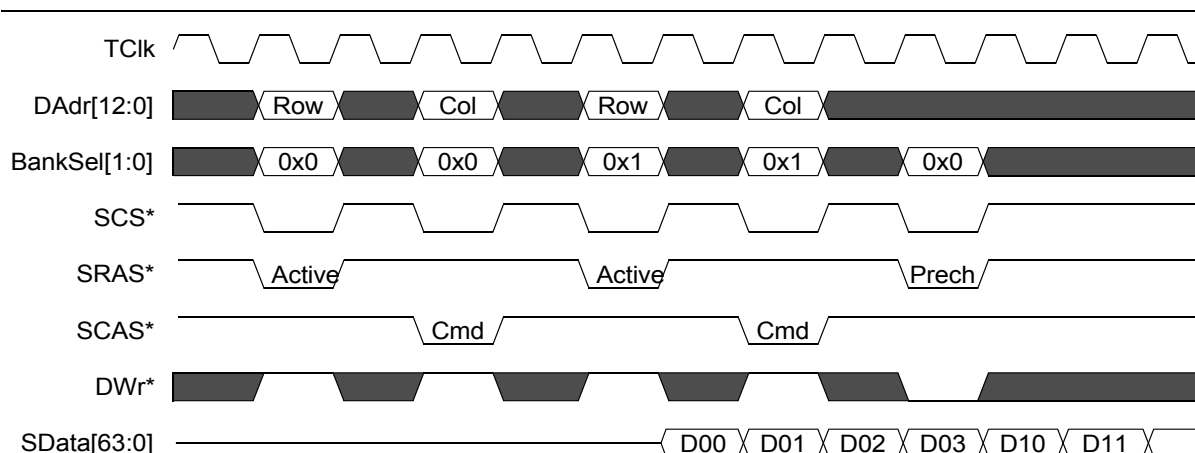 TClk
DAdr[12:0] Row Col Row Col
BankSel[1:0] 0x0 0x0 0x1 0x1 0x0
SCS*
SRAS* Active Active Prech
SCAS* Cmd Cmd
DWr*
SData[63:0] D00 D01 D02 D03 D10 D11